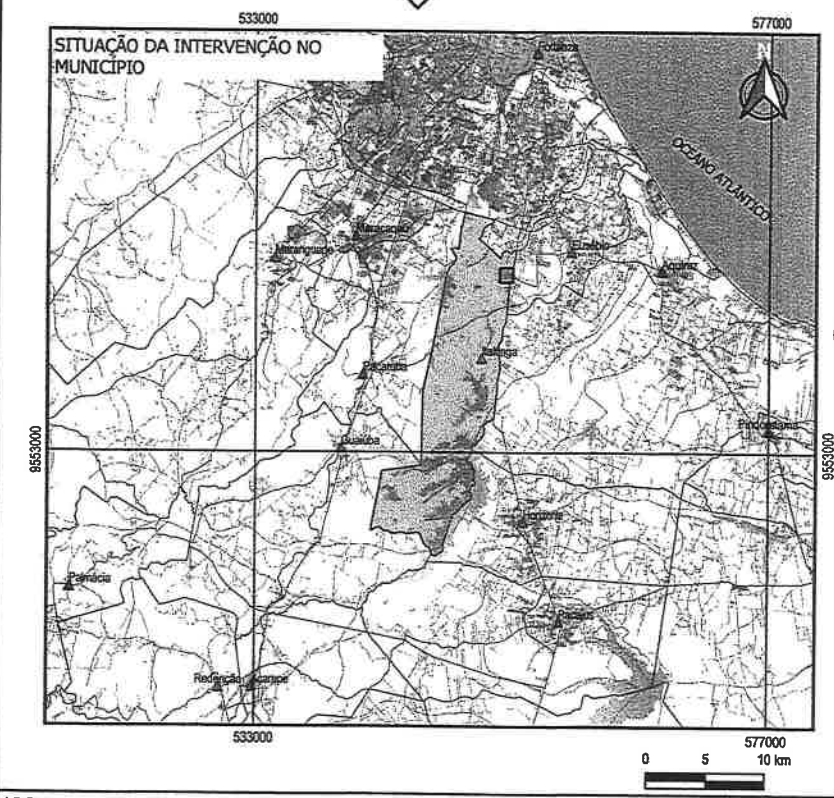 533000
577000
SITUAÇÃO DA INTERVENÇÃO NO
MUNICÍPIO
Fortaleza
N
OCEANO ATLÂNTICO
Maracanaú
Maranguape
Eusébio
Aquiraz
Itaitinga
Pacatuba
Pindoretama
Guaiúba
9553000
9553000
Horizonte
Palmácia
Pacajus
Redenção
Acarape
533000
577000
0 5 10 km